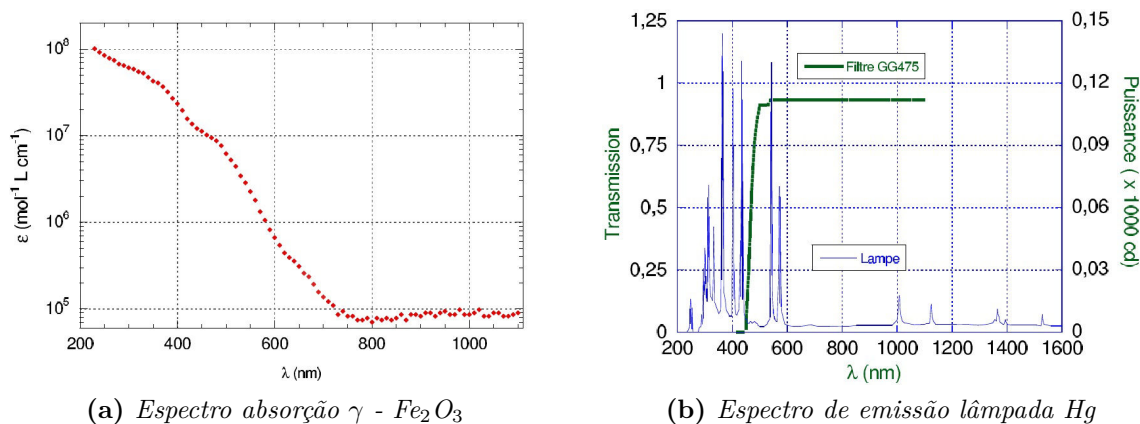 10⁸
10⁷
10⁶
10⁵
ε (mol⁻¹ L cm⁻¹)
200 400 600 800 1000
λ (nm)
(a) Espectro absorção γ - Fe₂O₃
1,25
1
0,75
0,5
0,25
0
Transmission
Filtre GG475
Lampe
0,15
0,12
0,09
0,06
0,03
0
Puissance ( x 1000 cd)
200 400 600 800 1000 1200 1400 1600
λ (nm)
(b) Espectro de emissão lâmpada Hg